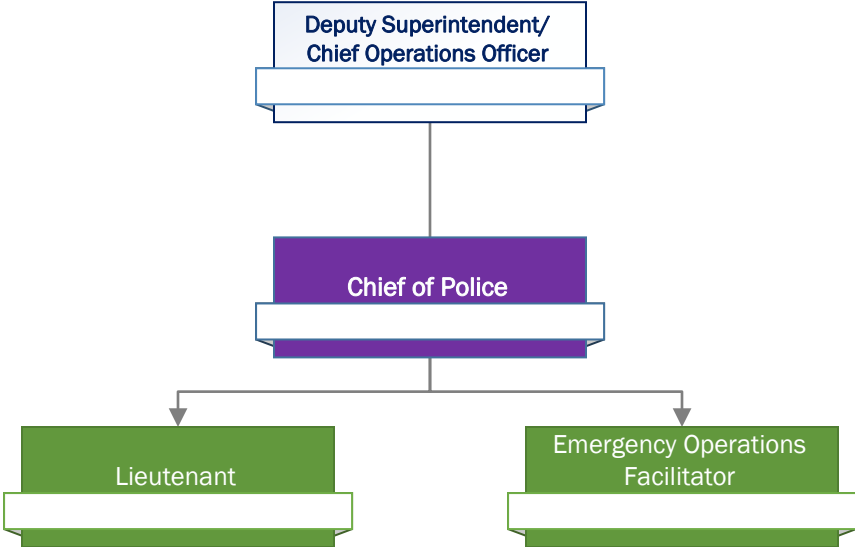 Deputy Superintendent/
Chief Operations Officer
Chief of Police
Lieutenant
Emergency Operations
Facilitator